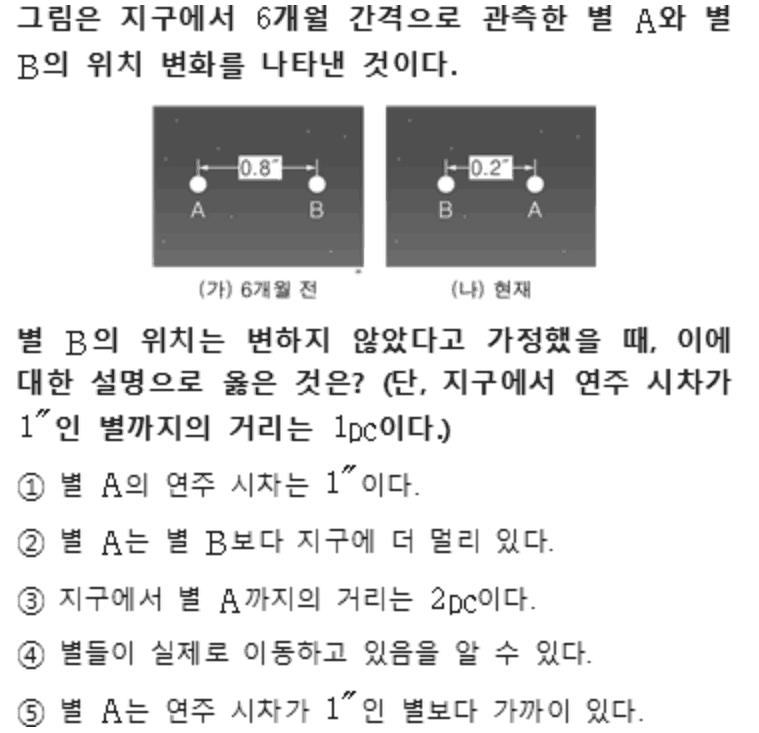 그림은 지구에서 6개월 간격으로 관측한 별 A와 별
B의 위치 변화를 나타낸 것이다.
0.8″ 0.2″
A B B A
(가) 6개월 전 (나) 현재
별 B의 위치는 변하지 않았다고 가정했을 때, 이에
대한 설명으로 옳은 것은? (단, 지구에서 연주 시차가
1″인 별까지의 거리는 1pc이다.)
① 별 A의 연주 시차는 1″이다.
② 별 A는 별 B보다 지구에 더 멀리 있다.
③ 지구에서 별 A까지의 거리는 2pc이다.
④ 별들이 실제로 이동하고 있음을 알 수 있다.
⑤ 별 A는 연주 시차가 1″인 별보다 가까이 있다.